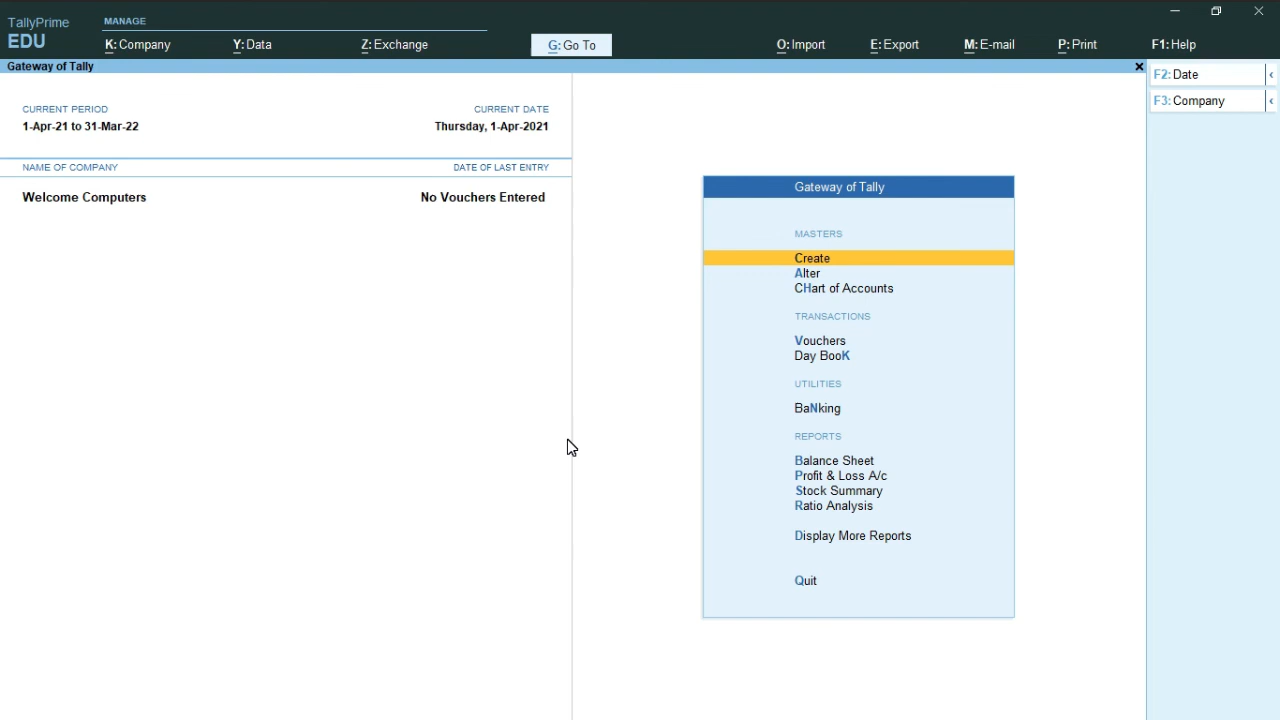 TallyPrime
EDU
MANAGE
K: Company
Y: Data
Z: Exchange
G: Go To
O: Import
E: Export
M: E-mail
P: Print
F1: Help
Gateway of Tally
F2: Date
F3: Company
CURRENT PERIOD
CURRENT DATE
1-Apr-21 to 31-Mar-22
Thursday, 1-Apr-2021
NAME OF COMPANY
DATE OF LAST ENTRY
Welcome Computers
No Vouchers Entered
Gateway of Tally
MASTERS
Create
Alter
CHart of Accounts
TRANSACTIONS
Vouchers
Day BooK
UTILITIES
BaNking
REPORTS
Balance Sheet
Profit & Loss A/c
Stock Summary
Ratio Analysis
Display More Reports
Quit